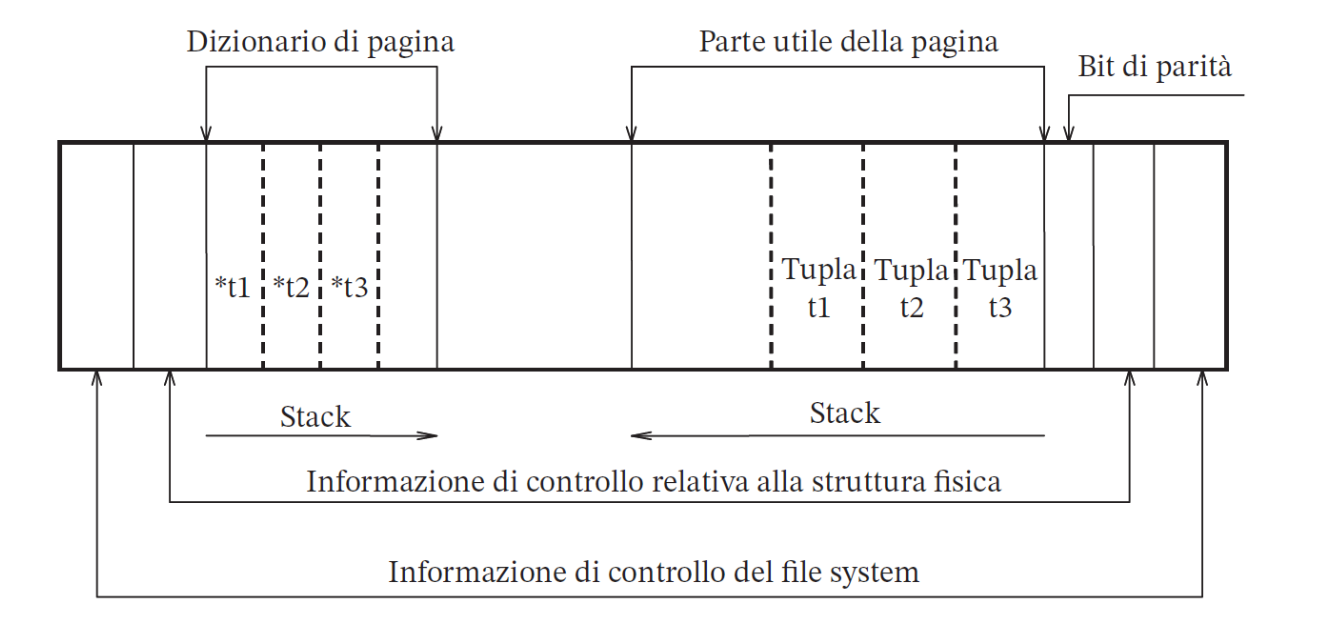 Dizionario di pagina
Parte utile della pagina
Bit di parità
*t1 *t2 *t3
Tupla t1
Tupla t2
Tupla t3
Stack
Stack
Informazione di controllo relativa alla struttura fisica
Informazione di controllo del file system